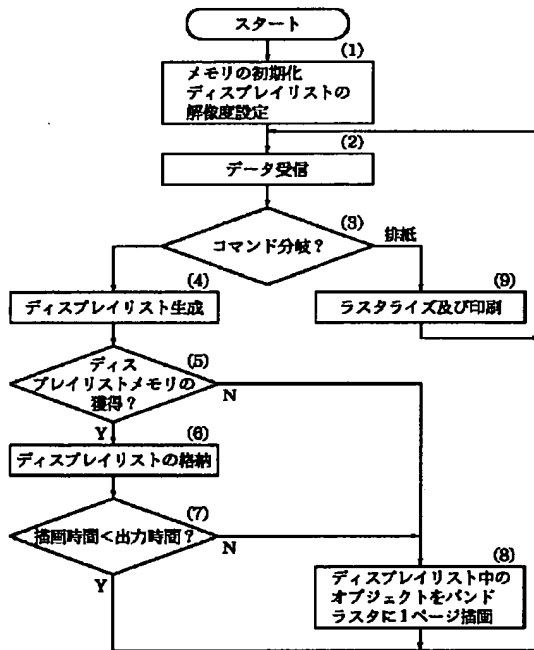 スタート
(1)
メモリの初期化
ディスプレイリストの
解像度設定
(2)
データ受信
(3)
コマンド分岐？
排紙
(4)
ディスプレイリスト生成
(9)
ラスタライズ及び印刷
(5)
ディス
プレイリストメモリの
獲得？
N
Y
(6)
ディスプレイリストの格納
(7)
描画時間＜出力時間？
N
Y
(8)
ディスプレイリスト中の
オブジェクトをバンド
ラスタに1ページ描画